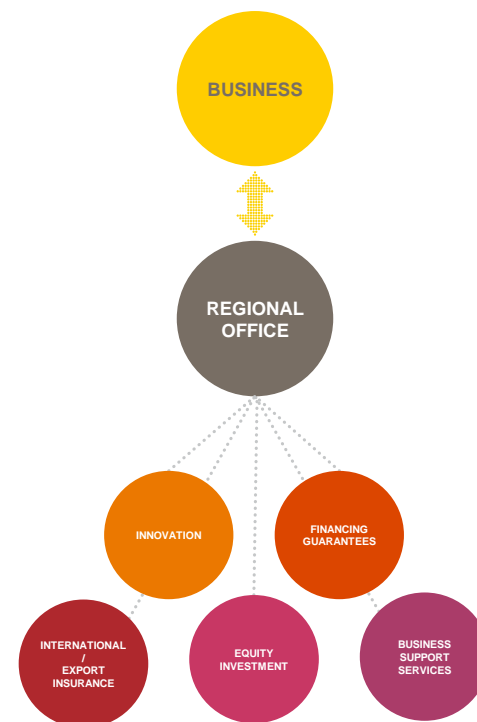 BUSINESS
REGIONAL
OFFICE
INNOVATION
FINANCING
GUARANTEES
INTERNATIONAL
/
EXPORT
INSURANCE
EQUITY
INVESTMENT
BUSINESS
SUPPORT
SERVICES